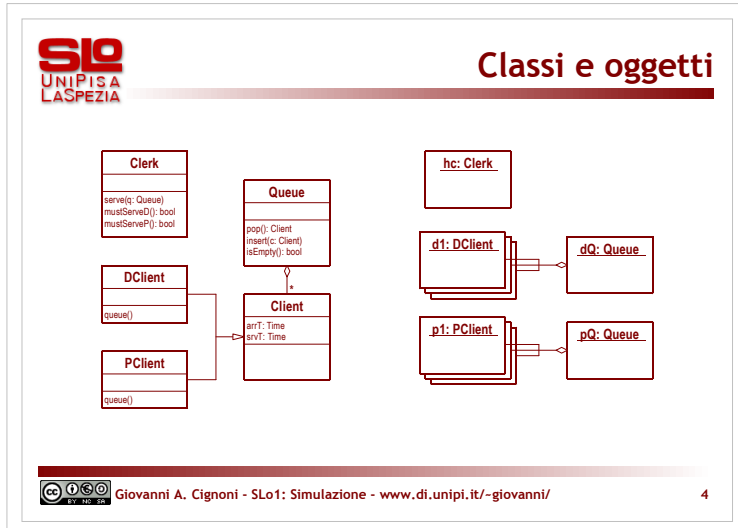 SLo
UNIPISA
LASPEZIA
Classi e oggetti
Clerk
serve(q: Queue)
mustServeD(): bool
mustServeP(): bool
Queue
pop(): Client
insert(c: Client)
isEmpty(): bool
DClient
queue()
*
Client
arrT: Time
srvT: Time
PClient
queue()
hc: Clerk
d1: DClient
dQ: Queue
p1: PClient
pQ: Queue
cc BY NC SA
Giovanni A. Cignoni - SLo1: Simulazione - www.di.unipi.it/~giovanni/
4